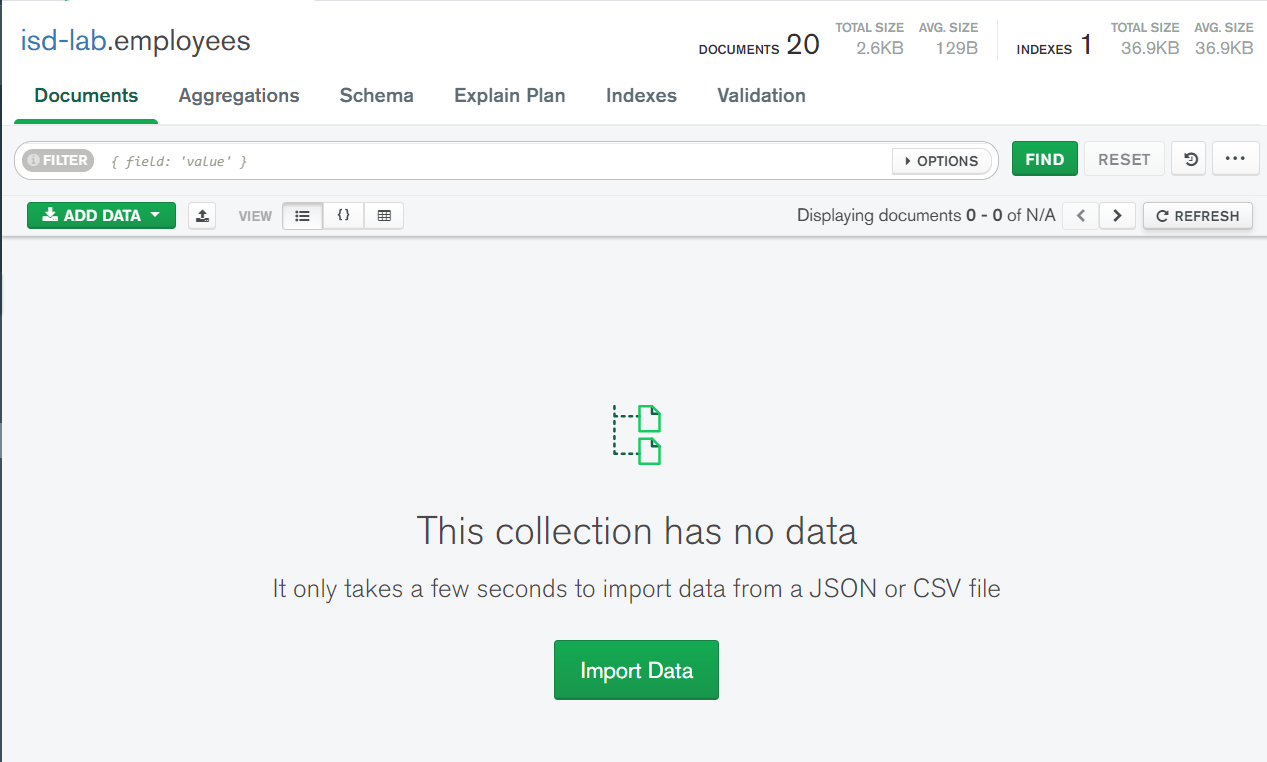 isd-lab.employees
DOCUMENTS 20 TOTAL SIZE 2.6KB AVG. SIZE 129B INDEXES 1 TOTAL SIZE 36.9KB AVG. SIZE 36.9KB
Documents Aggregations Schema Explain Plan Indexes Validation
FILTER { field: 'value' } OPTIONS FIND RESET ...
ADD DATA VIEW {} Displaying documents 0 - 0 of N/A < > REFRESH
This collection has no data
It only takes a few seconds to import data from a JSON or CSV file
Import Data